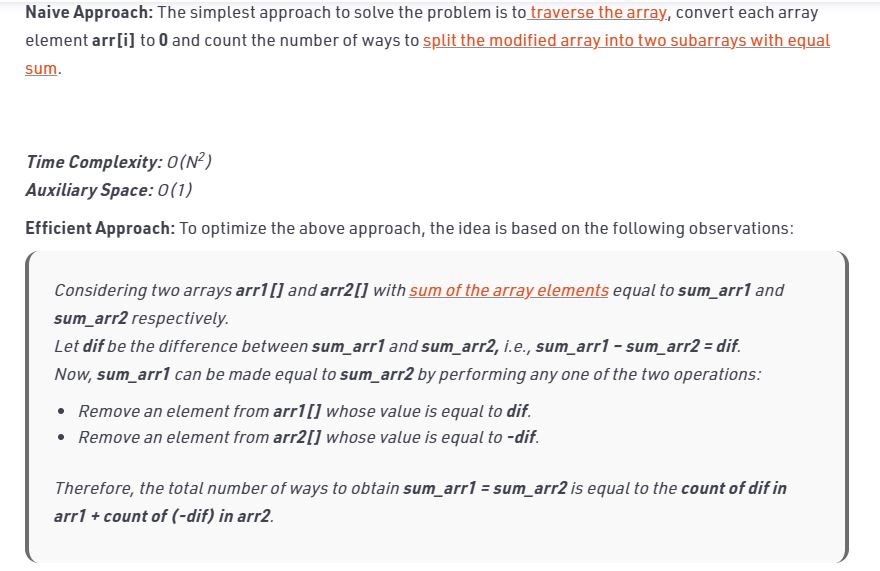 Naive Approach: The simplest approach to solve the problem is to traverse the array, convert each array
element arr[i] to 0 and count the number of ways to split the modified array into two subarrays with equal
sum.
Time Complexity: O(N²)
Auxiliary Space: O(1)
Efficient Approach: To optimize the above approach, the idea is based on the following observations:
Considering two arrays arr1[] and arr2[] with sum of the array elements equal to sum_arr1 and
sum_arr2 respectively.
Let dif be the difference between sum_arr1 and sum_arr2, i.e., sum_arr1 – sum_arr2 = dif.
Now, sum_arr1 can be made equal to sum_arr2 by performing any one of the two operations:
• Remove an element from arr1[] whose value is equal to dif.
• Remove an element from arr2[] whose value is equal to -dif.
Therefore, the total number of ways to obtain sum_arr1 = sum_arr2 is equal to the count of dif in
arr1 + count of (-dif) in arr2.